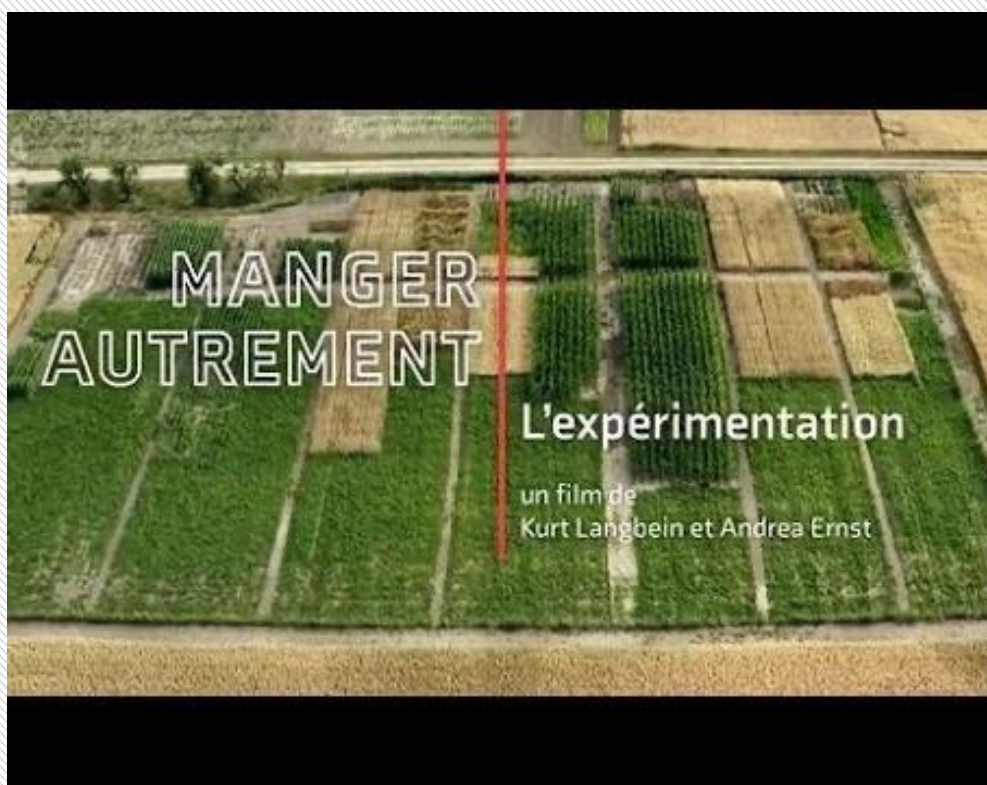 MANGER
AUTREMENT
L'expérimentation
un film de
Kurt Langbein et Andrea Ernst